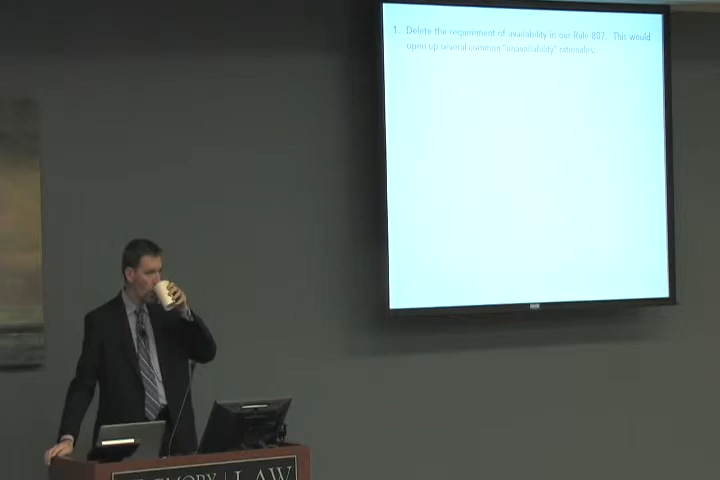 1. Delete the requirement of availability in our Rule 807. This would
open up several common "unavailability" rationales:
EMORY | LAW